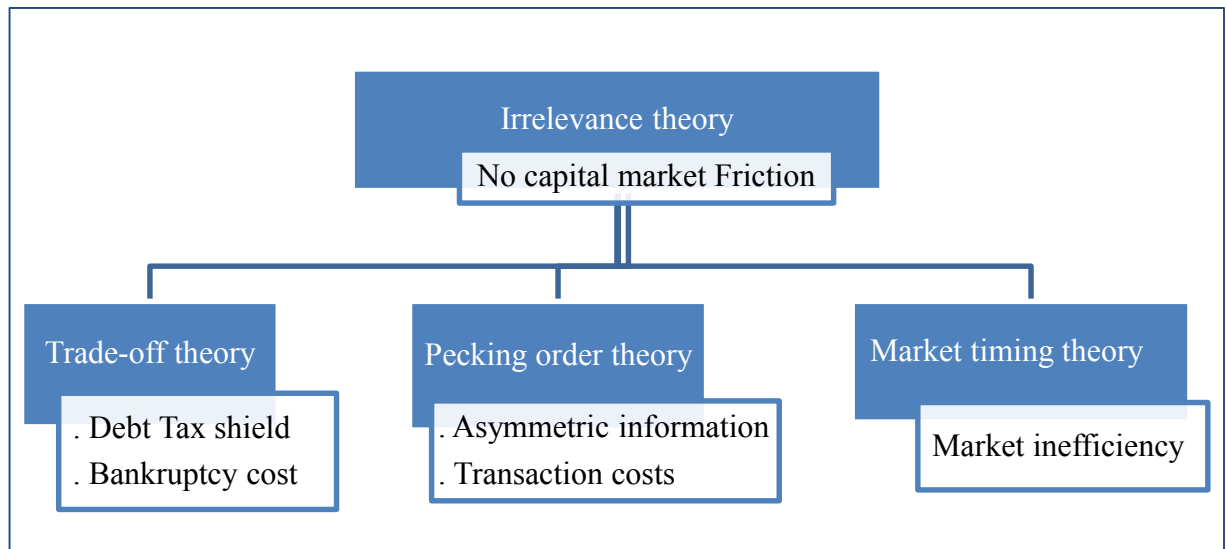 Irrelevance theory
No capital market Friction
Trade-off theory
. Debt Tax shield
. Bankruptcy cost
Pecking order theory
. Asymmetric information
. Transaction costs
Market timing theory
Market inefficiency